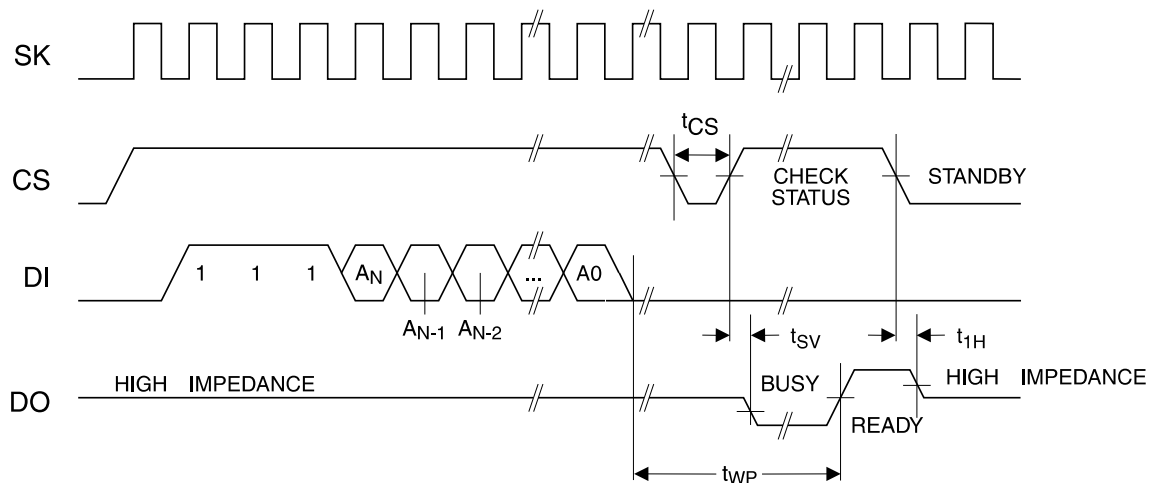 SK
tCS
CS
CHECK
STATUS
STANDBY
DI
1 1 1 AN ... A0
AN-1 AN-2
tSV
t1H
HIGH IMPEDANCE
BUSY
HIGH IMPEDANCE
DO
READY
tWP